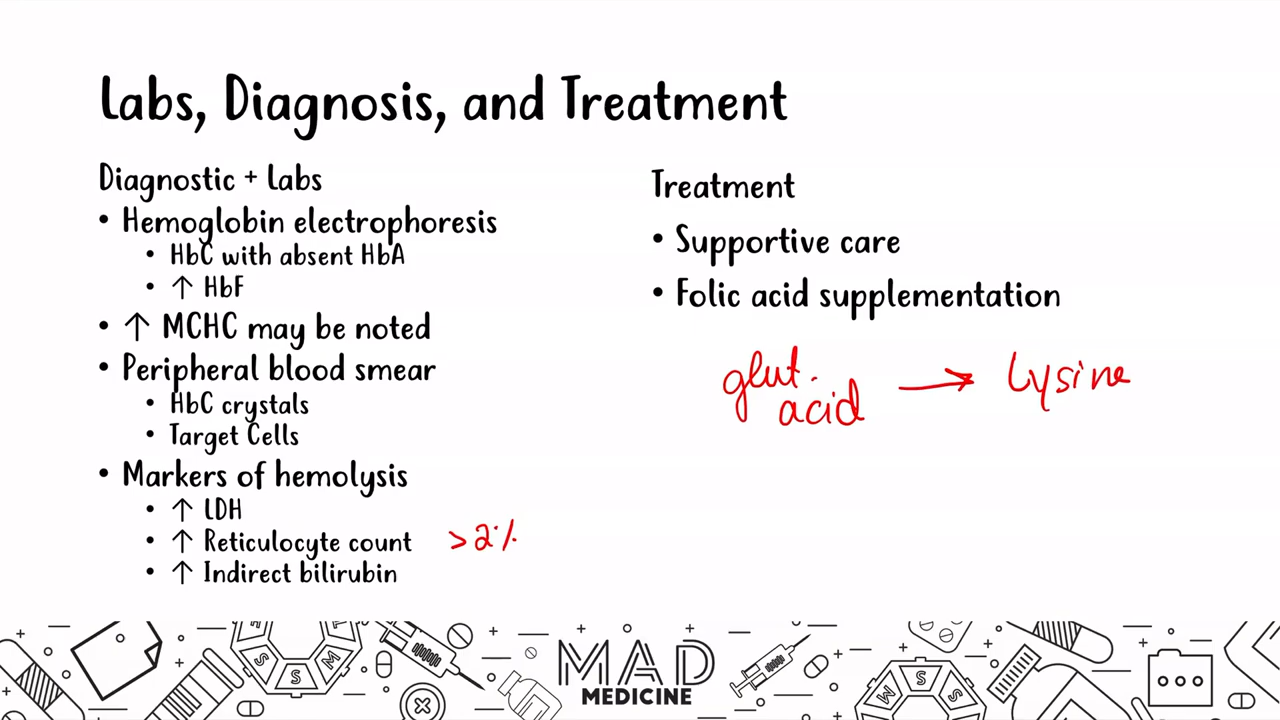 Labs, Diagnosis, and Treatment
Diagnostic + Labs
• Hemoglobin electrophoresis
• HbC with absent HbA
• ↑ HbF
• ↑ MCHC may be noted
• Peripheral blood smear
• HbC crystals
• Target Cells
• Markers of hemolysis
• ↑ LDH
• ↑ Reticulocyte count >2%
• ↑ Indirect bilirubin
Treatment
• Supportive care
• Folic acid supplementation
glut. → Lysine
acid
MAD
MEDICINE
S S M
M S S